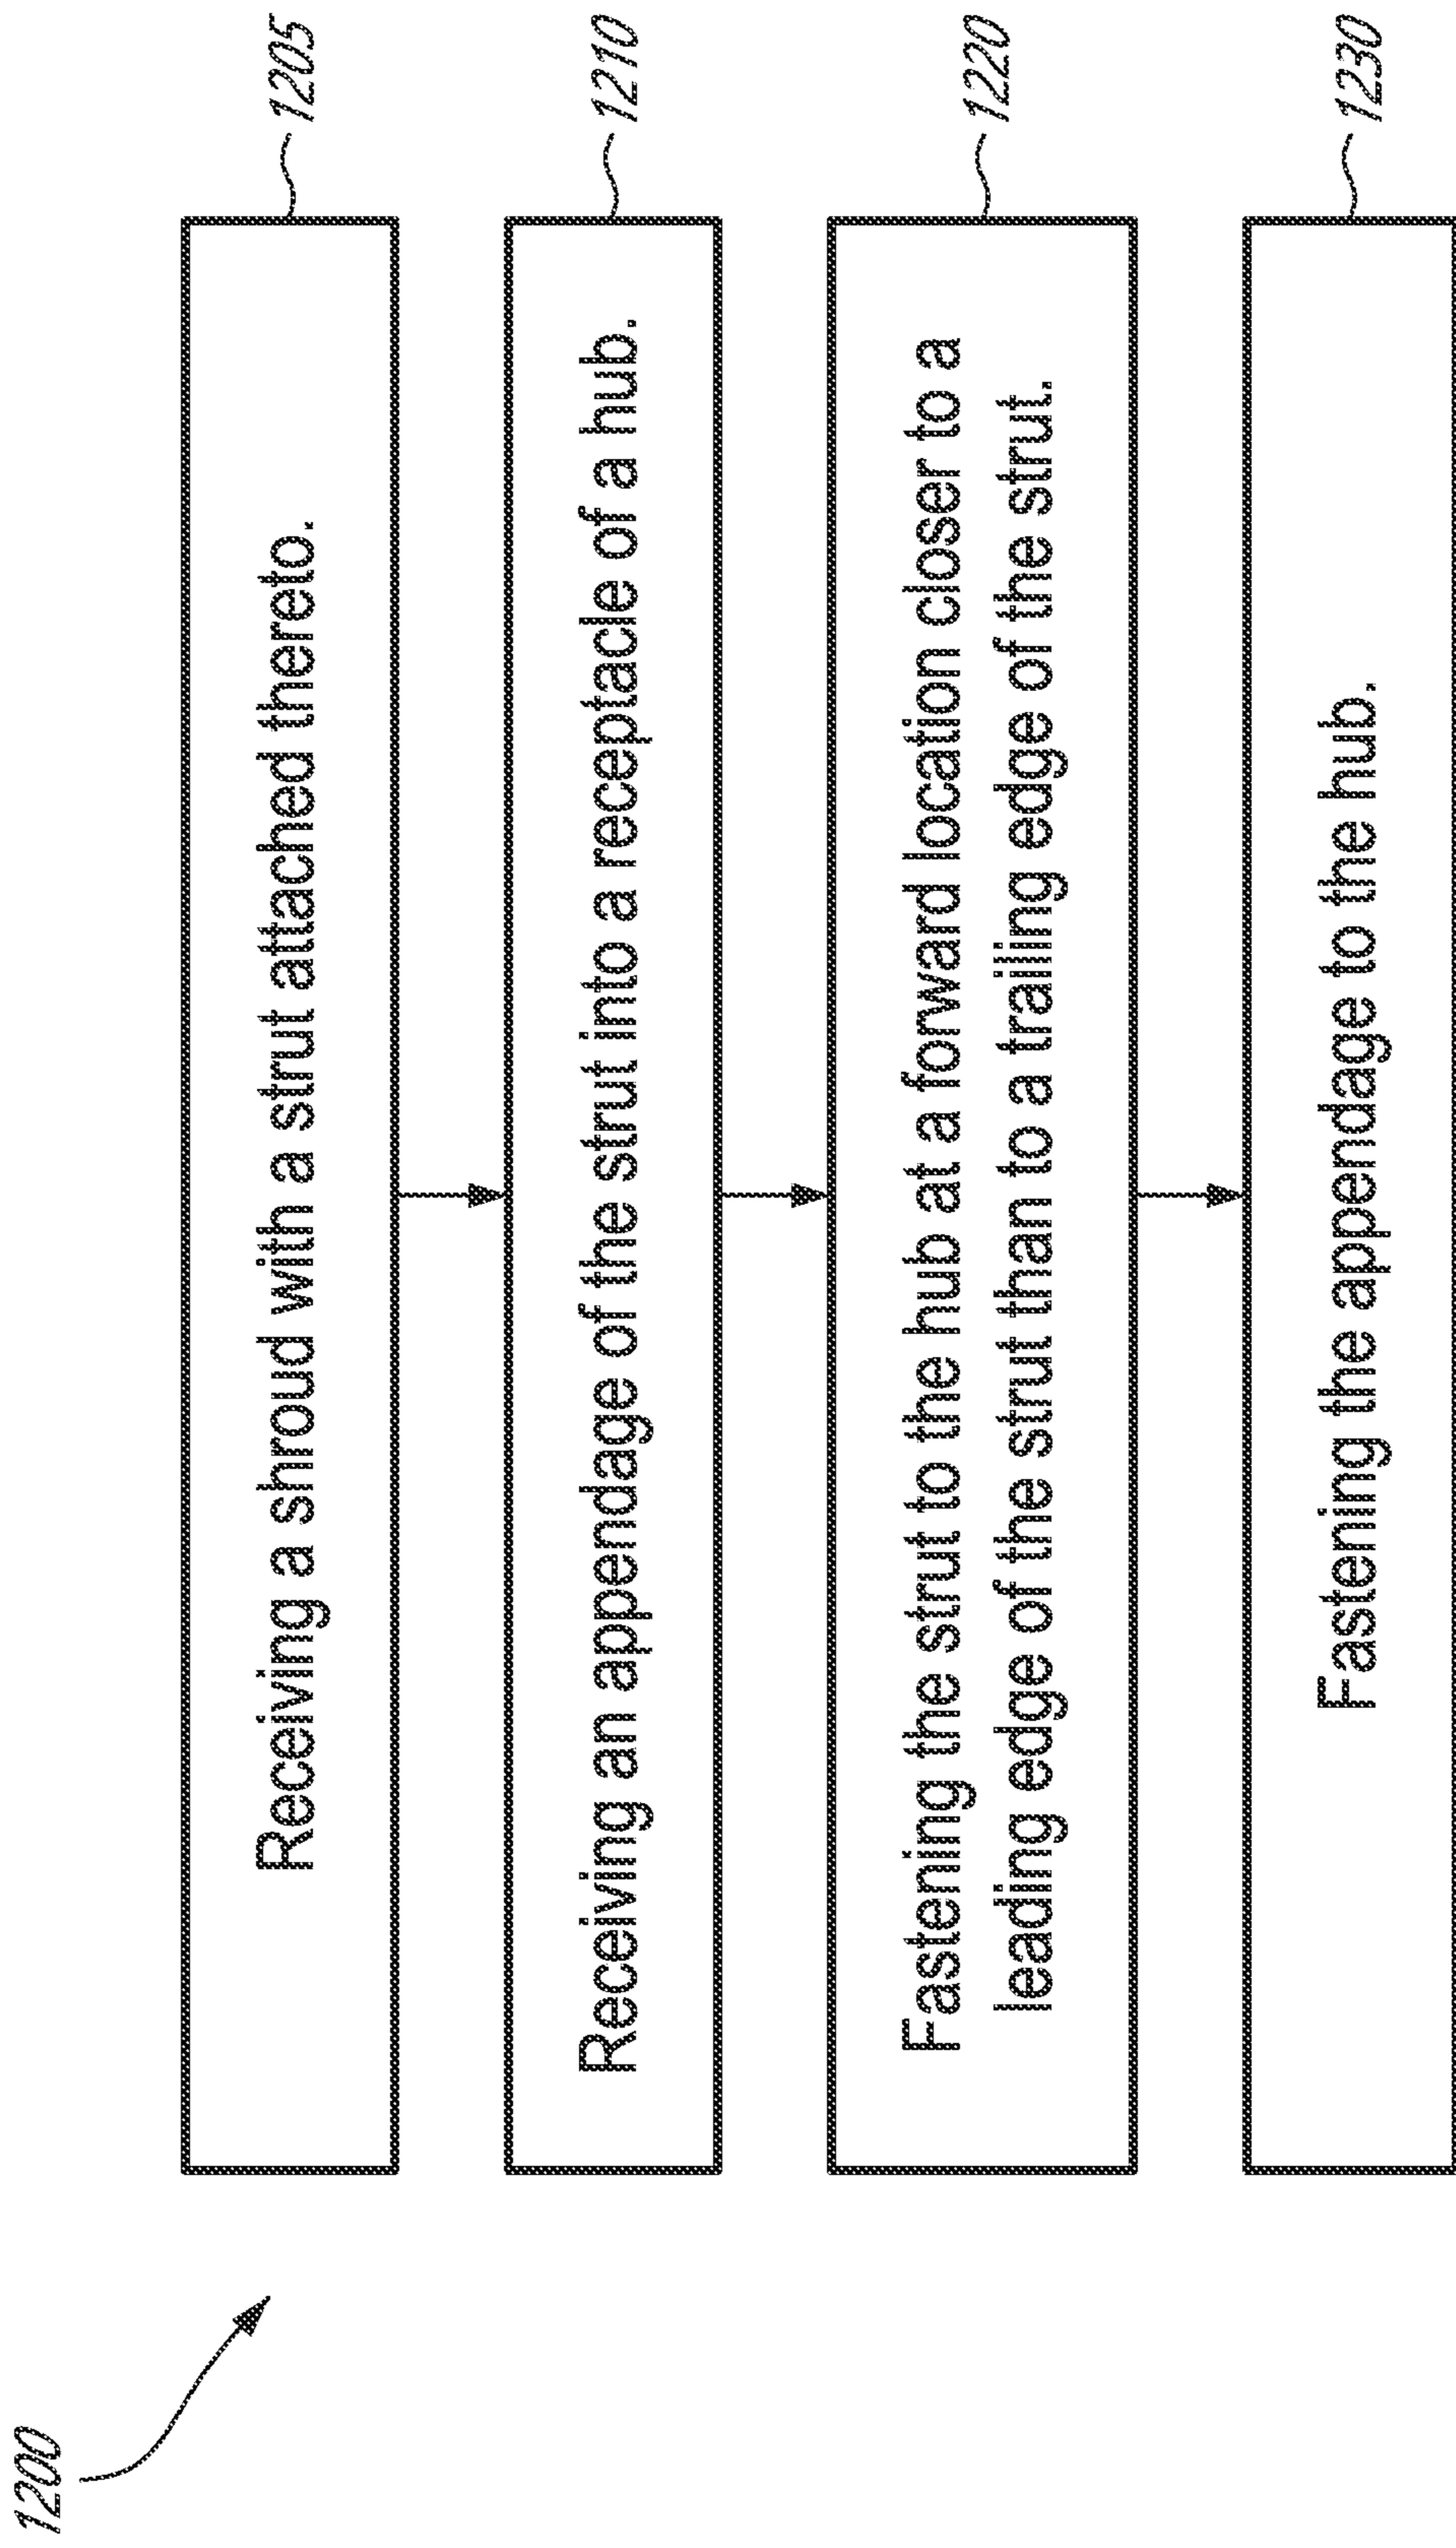 1200
Receiving a shroud with a strut attached thereto.
1205
Receiving an appendage of the strut into a receptacle of a hub.
1210
Fastening the strut to the hub at a forward location closer to a
leading edge of the strut than to a trailing edge of the strut.
1220
Fastening the appendage to the hub.
1230